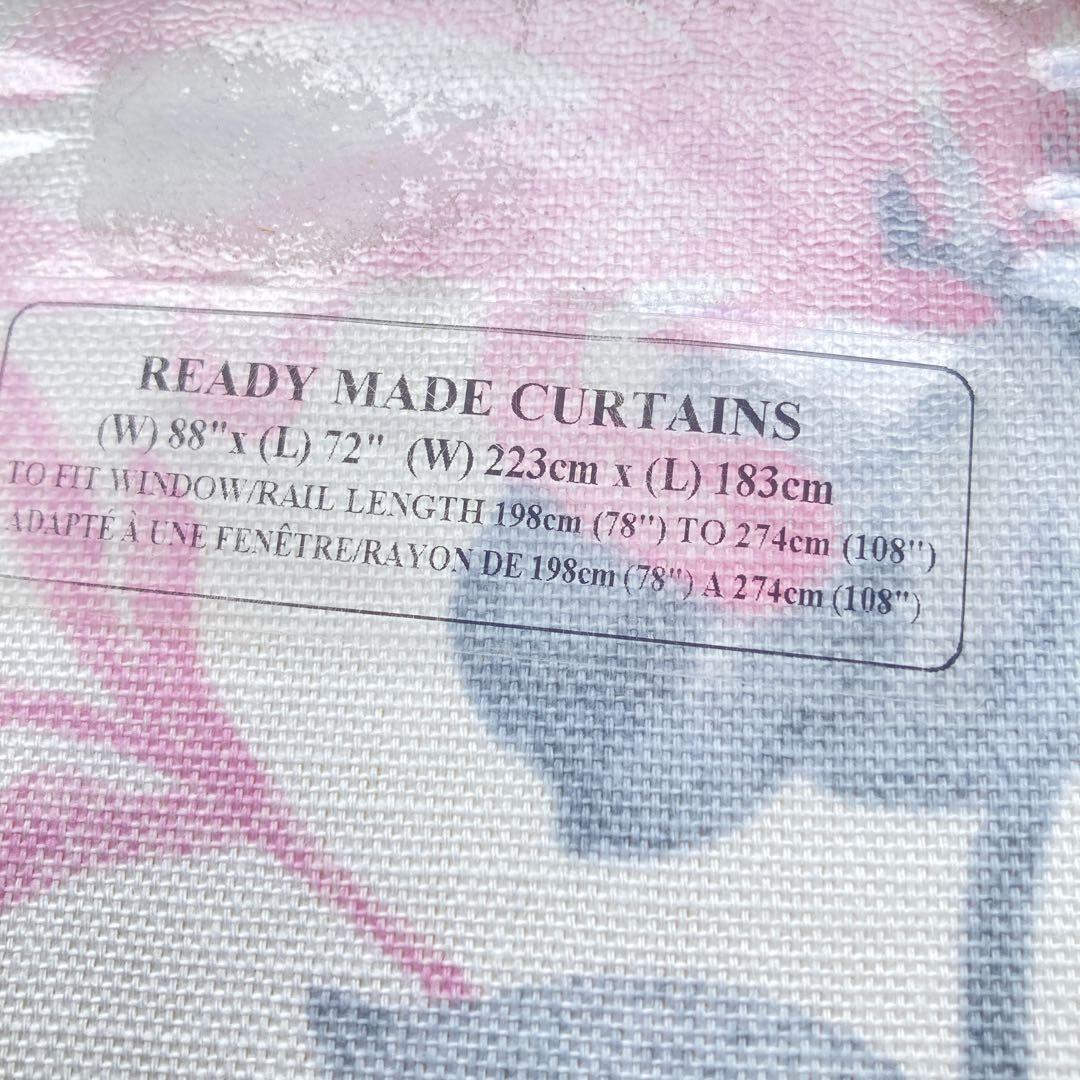 READY MADE CURTAINS
(W) 88"x (L) 72" (W) 223cm x (L) 183cm
TO FIT WINDOW/RAIL LENGTH 198cm (78") TO 274cm (108")
ADAPTÉ À UNE FENÊTRE/RAYON DE 198cm (78") A 274cm (108")